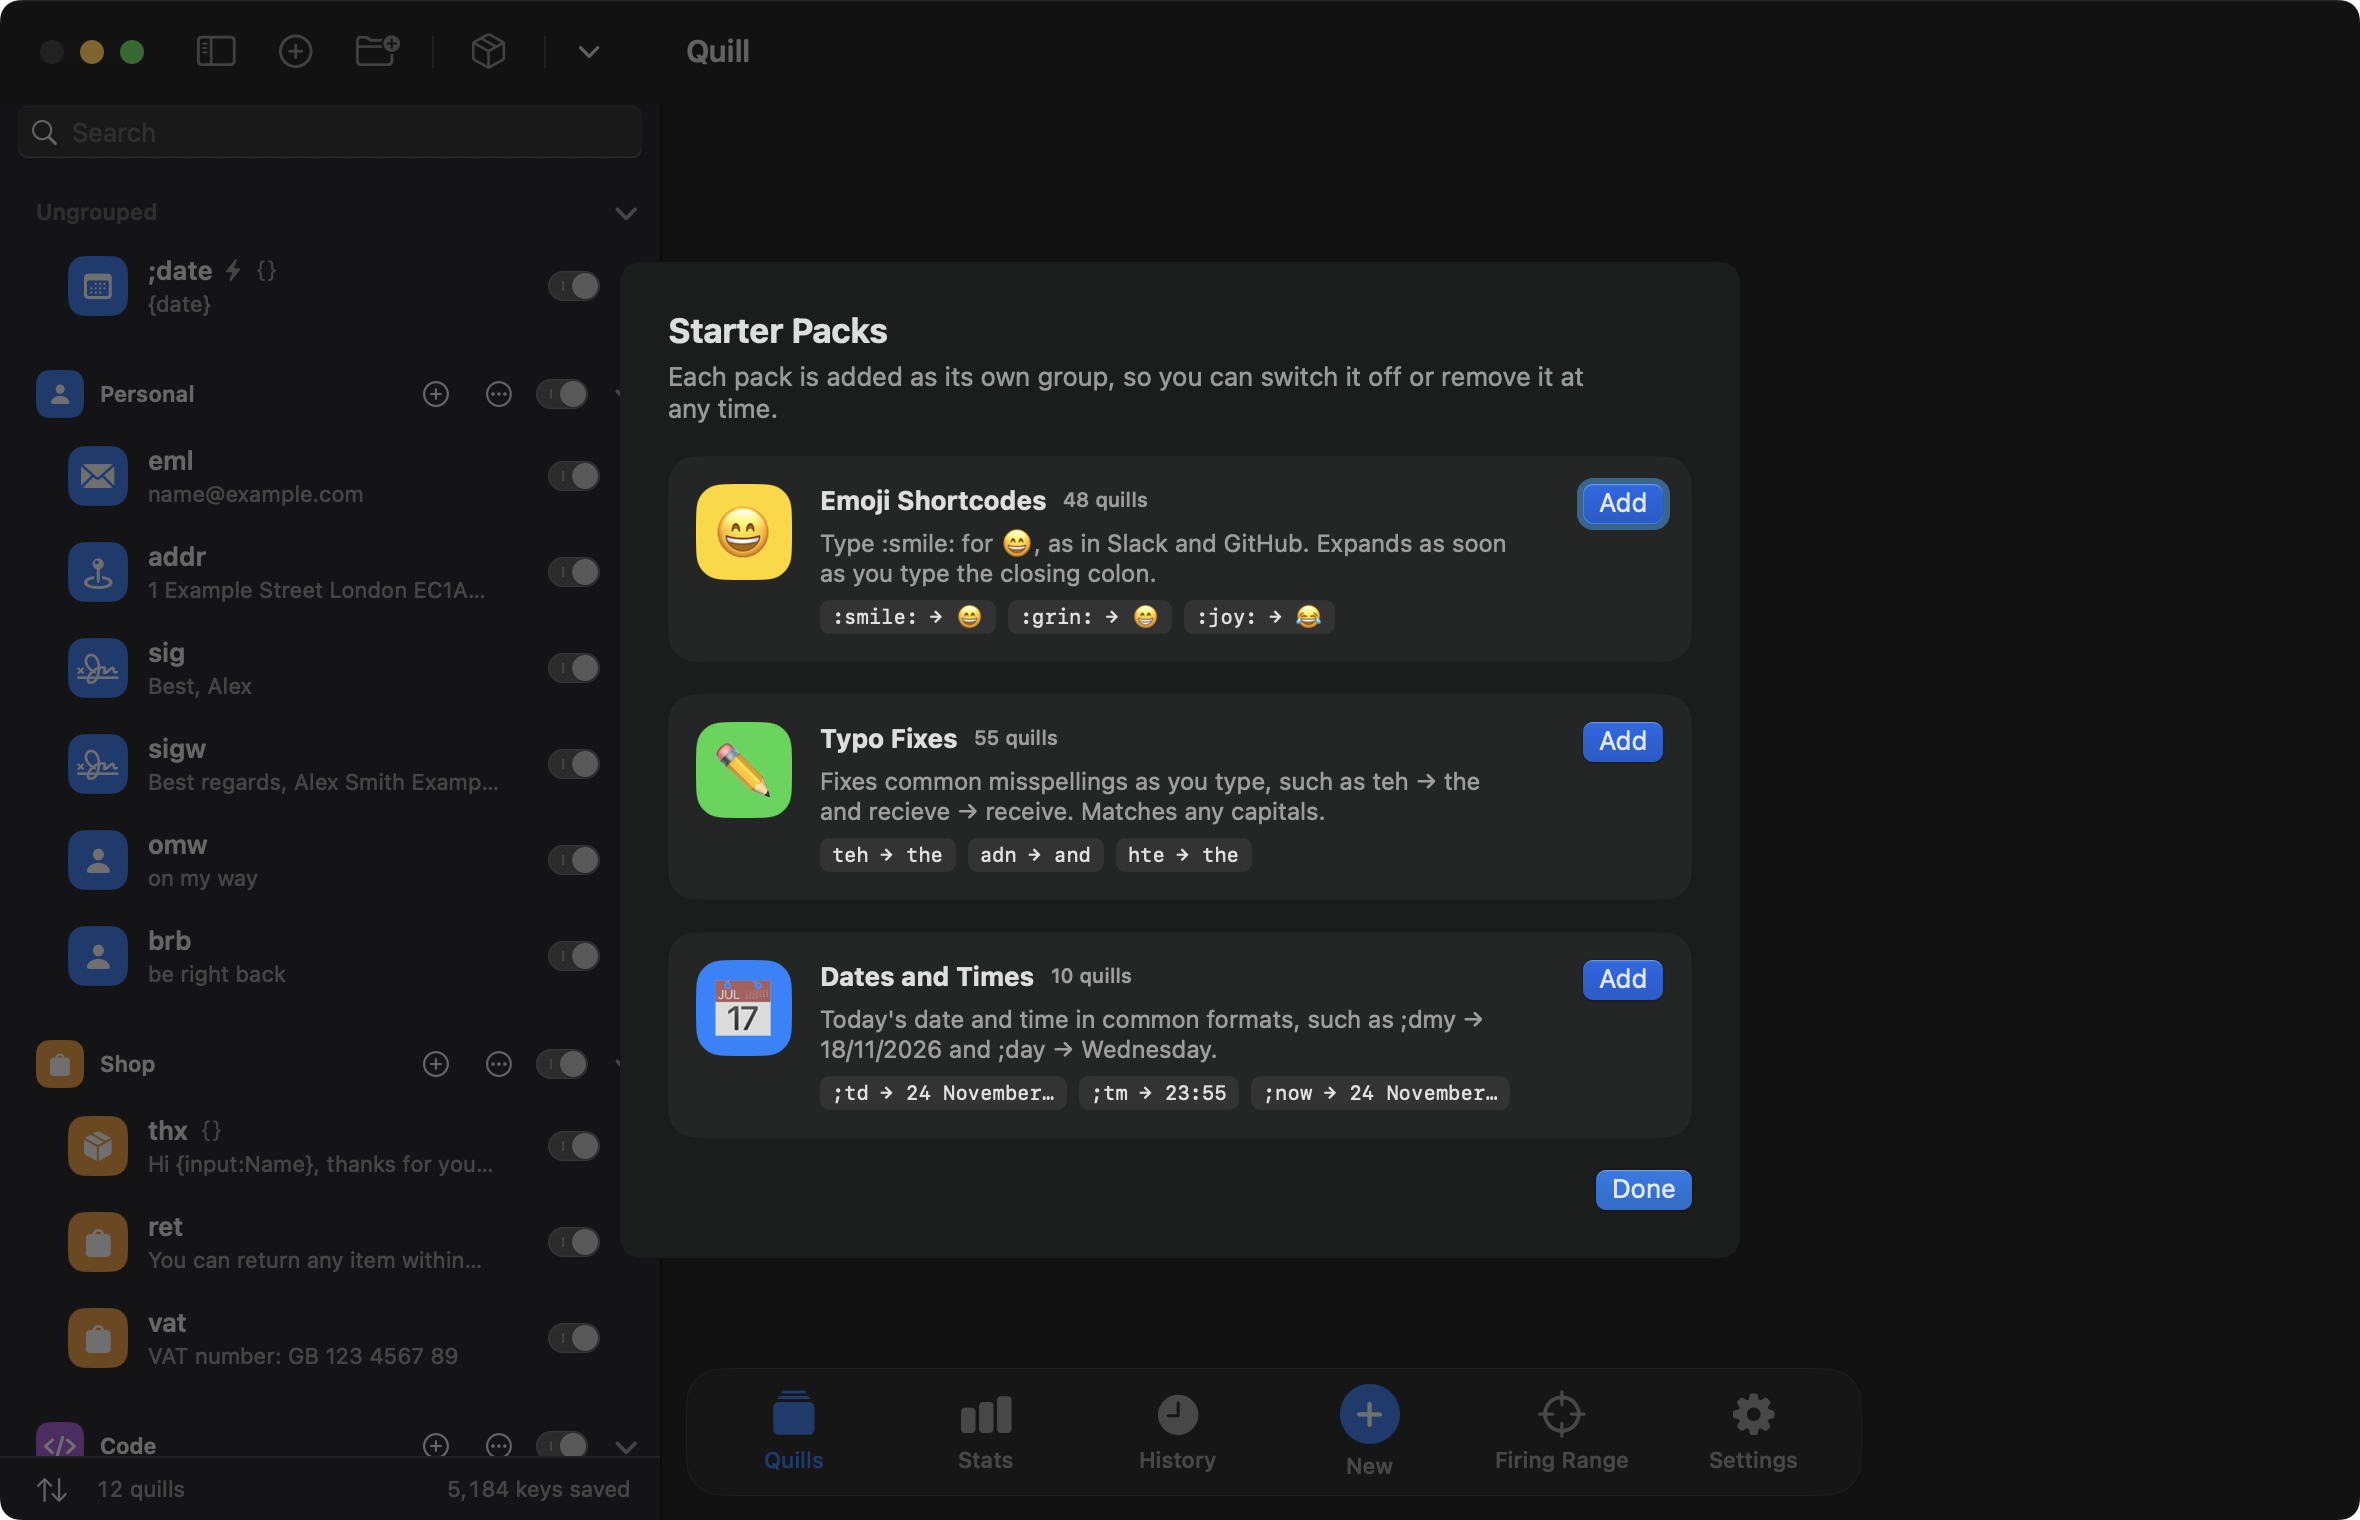 Quill
Search
Ungrouped
;date {}
{date}
Personal
eml
name@example.com
addr
1 Example Street London EC1A...
sig
Best, Alex
sigw
Best regards, Alex Smith Examp...
omw
on my way
brb
be right back
Shop
thx {}
Hi {input:Name}, thanks for you...
ret
You can return any item within...
vat
VAT number: GB 123 4567 89
</> Code
12 quills
5,184 keys saved
Starter Packs
Each pack is added as its own group, so you can switch it off or remove it at
any time.
Emoji Shortcodes 48 quills
Add
Type :smile: for 😄, as in Slack and GitHub. Expands as soon
as you type the closing colon.
:smile: → 😄 :grin: → 😁 :joy: → 😂
Typo Fixes 55 quills
Add
Fixes common misspellings as you type, such as teh → the
and recieve → receive. Matches any capitals.
teh → the adn → and hte → the
JUL
17
Dates and Times 10 quills
Add
Today's date and time in common formats, such as ;dmy →
18/11/2026 and ;day → Wednesday.
;td → 24 November… ;tm → 23:55 ;now → 24 November…
Done
Quills
Stats
History
New
Firing Range
Settings